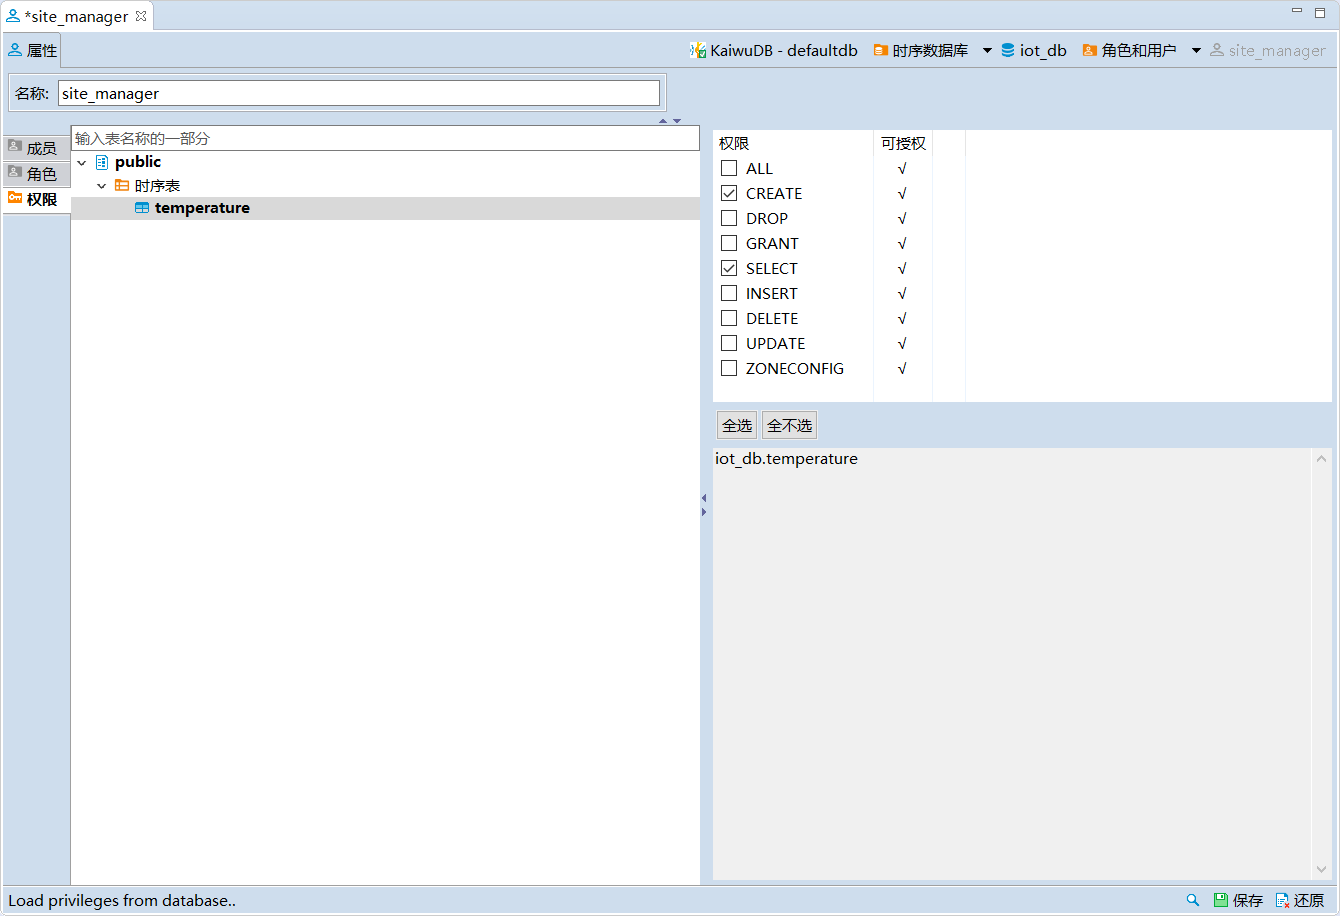 *site_manager
属性
KaiwuDB - defaultdb 时序数据库 iot_db 角色和用户 site_manager
名称: site_manager
成员
角色
权限
输入表名称的一部分
public
时序表
temperature
权限 可授权
ALL √
CREATE √
DROP √
GRANT √
SELECT √
INSERT √
DELETE √
UPDATE √
ZONECONFIG √
全选 全不选
iot_db.temperature
Load privileges from database..
保存 还原